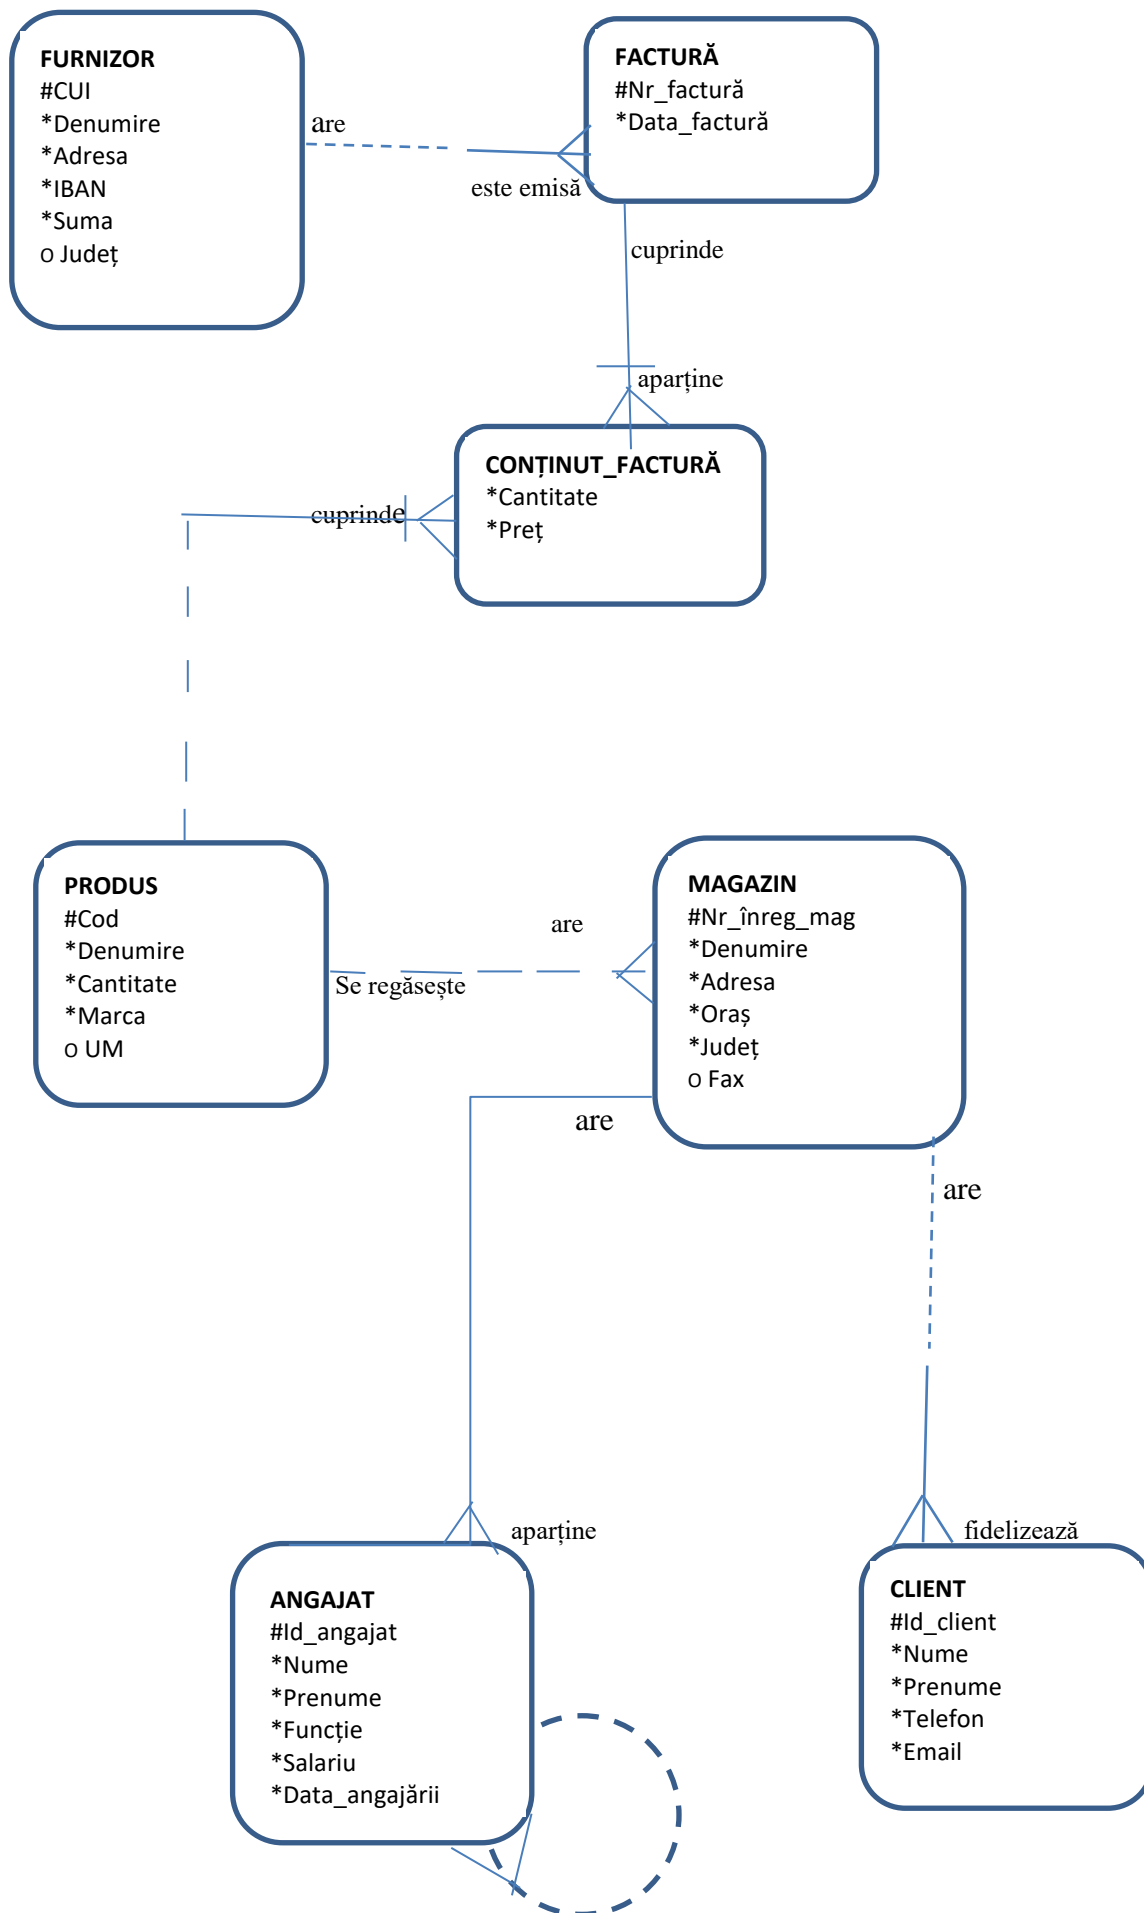 FURNIZOR
#CUI
*Denumire
*Adresa
*IBAN
*Suma
o Județ
are
este emisă
FACTURĂ
#Nr_factură
*Data_factură
cuprinde
aparține
CONȚINUT_FACTURĂ
*Cantitate
*Preț
cuprinde
PRODUS
#Cod
*Denumire
*Cantitate
*Marca
o UM
are
Se regăsește
MAGAZIN
#Nr_înreg_mag
*Denumire
*Adresa
*Oraș
*Județ
o Fax
are
are
aparține
fidelizează
ANGAJAT
#Id_angajat
*Nume
*Prenume
*Funcție
*Salariu
*Data_angajării
CLIENT
#Id_client
*Nume
*Prenume
*Telefon
*Email